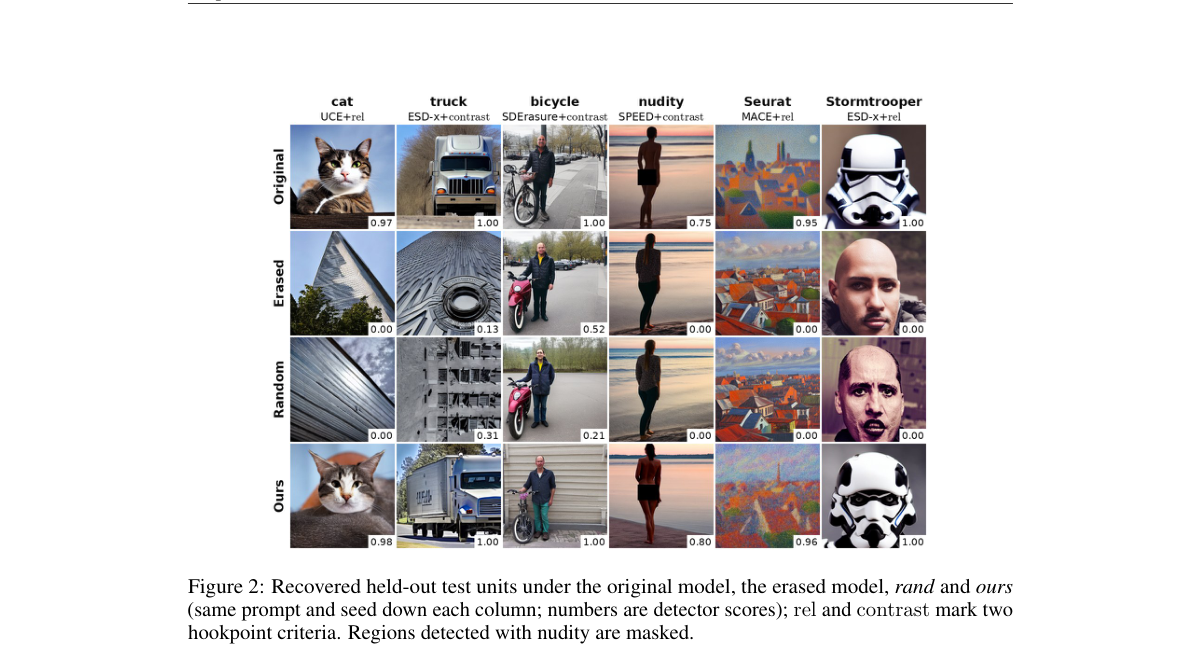 cat truck bicycle nudity Seurat Stormtrooper
UCE+rel ESD-x+contrast SDErasure+contrast SPEED+contrast MACE+rel ESD-x+rel
Original
0.97 1.00 1.00 0.75 0.95 1.00
Erased
0.00 0.13 0.52 0.00 0.00 0.00
Random
0.00 0.31 0.21 0.00 0.00 0.00
Ours
0.98 1.00 1.00 0.80 0.96 1.00
Figure 2: Recovered held-out test units under the original model, the erased model, rand and ours
(same prompt and seed down each column; numbers are detector scores); rel and contrast mark two
hookpoint criteria. Regions detected with nudity are masked.